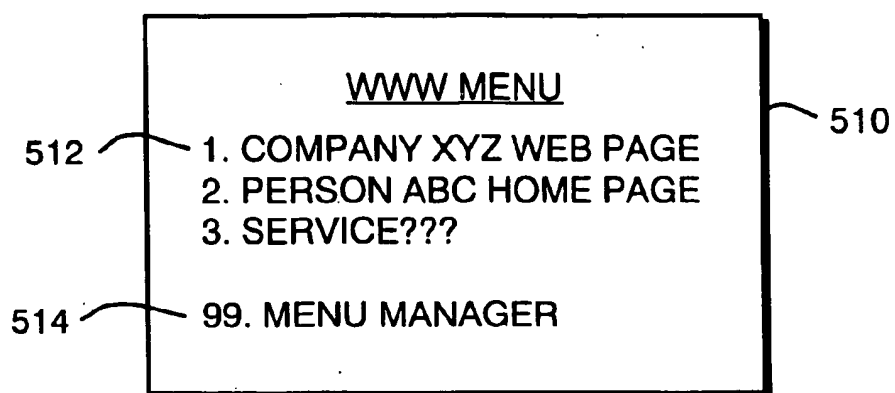 WWW MENU
510
512
1. COMPANY XYZ WEB PAGE
2. PERSON ABC HOME PAGE
3. SERVICE???
514
99. MENU MANAGER